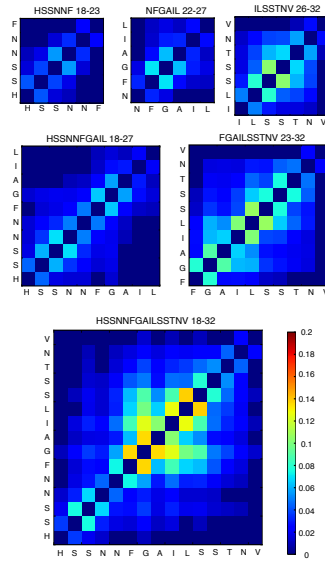 HSSNNF 18-23
F
N
N
S
S
H
H S S N N F
NFGAIL 22-27
L
I
A
G
F
N
N F G A I L
ILSSTNV 26-32
V
N
T
S
S
L
I
I L S S T N V
HSSNNFGAIL 18-27
L
I
A
G
F
N
N
S
S
H
H S S N N F G A I L
FGAILSSTNV 23-32
V
N
T
S
S
L
I
A
G
F
F G A I L S S T N V
HSSNNFGAILSSTNV 18-32
V
N
T
S
S
L
I
A
G
F
N
N
S
S
H
H S S N N F G A I L S S T N V
0.2
0.18
0.16
0.14
0.12
0.1
0.08
0.06
0.04
0.02
0